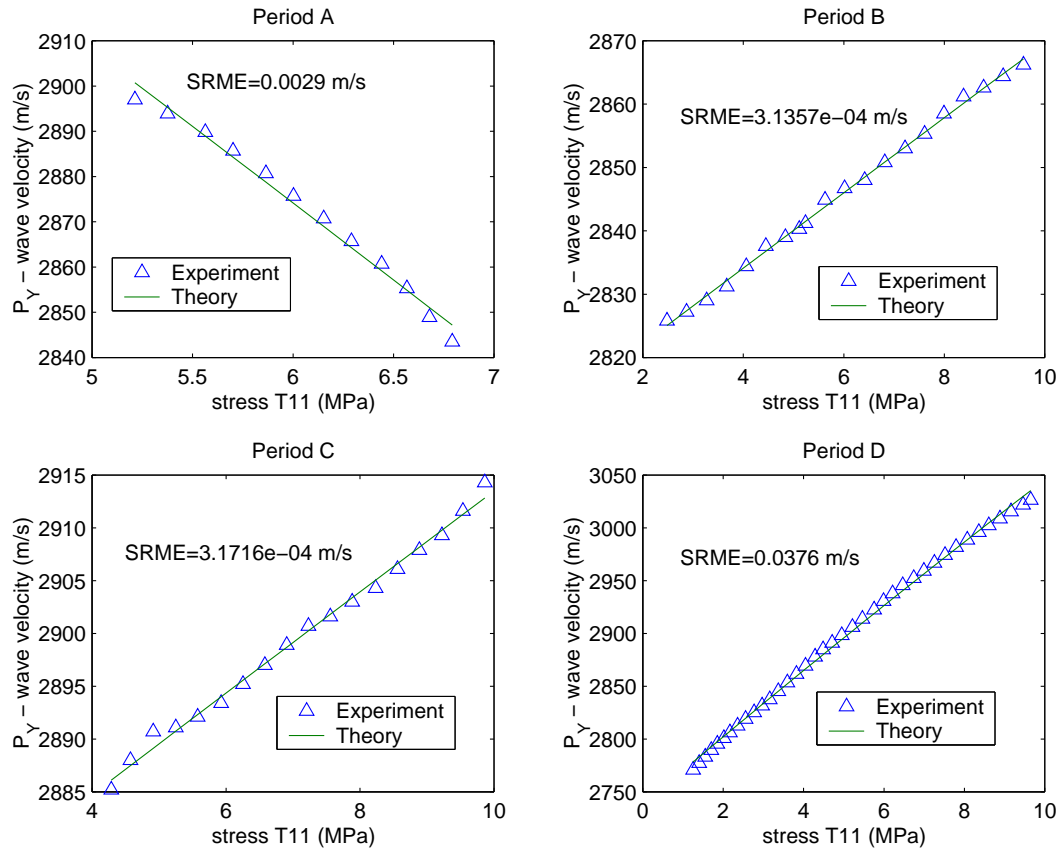 Period A
2910
2900
2890
2880
2870
2860
2850
2840
P_Y − wave velocity (m/s)
SRME=0.0029 m/s
Experiment
Theory
5
5.5
6
6.5
7
stress T11 (MPa)
Period B
2870
2860
2850
2840
2830
2820
P_Y − wave velocity (m/s)
SRME=3.1357e−04 m/s
Experiment
Theory
2
4
6
8
10
stress T11 (MPa)
Period C
2915
2910
2905
2900
2895
2890
2885
P_Y − wave velocity (m/s)
SRME=3.1716e−04 m/s
Experiment
Theory
4
6
8
10
stress T11 (MPa)
Period D
3050
3000
2950
2900
2850
2800
2750
P_Y − wave velocity (m/s)
SRME=0.0376 m/s
Experiment
Theory
0
2
4
6
8
10
stress T11 (MPa)